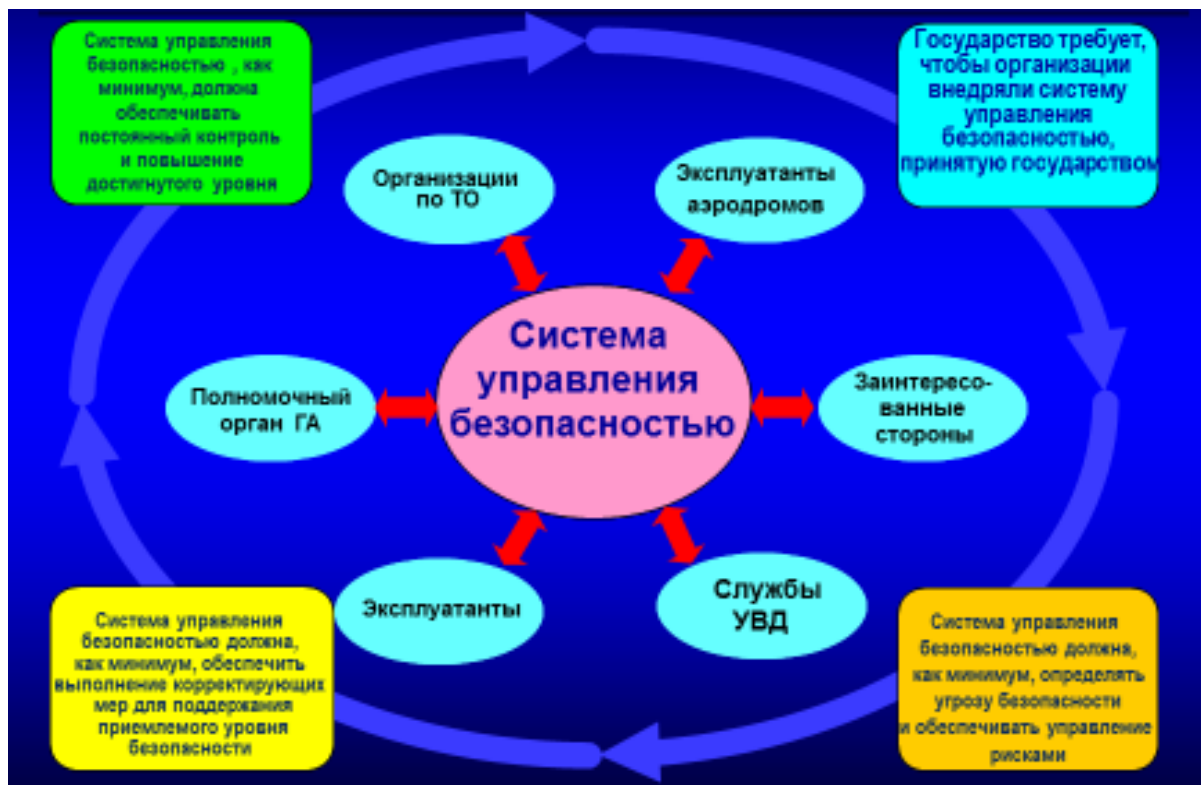 Система управления
безопасностью , как
минимум, должна
обеспечивать
постоянный контроль
и повышение
достигнутого уровня
Государство требует,
чтобы организации
внедряли систему
управления
безопасностью,
принятую государством
Организации
по ТО
Эксплуатанты
аэродромов
Система
управления
безопасностью
Полномочный
орган ГА
Заинтересо-
ванные
стороны
Эксплуатанты
Службы
УВД
Система управления
безопасностью должна,
как минимум, обеспечить
выполнение корректирующих
мер для поддержания
приемлемого уровня
безопасности
Система управления
безопасностью должна,
как минимум, определять
угрозу безопасности
и обеспечивать управление
рисками